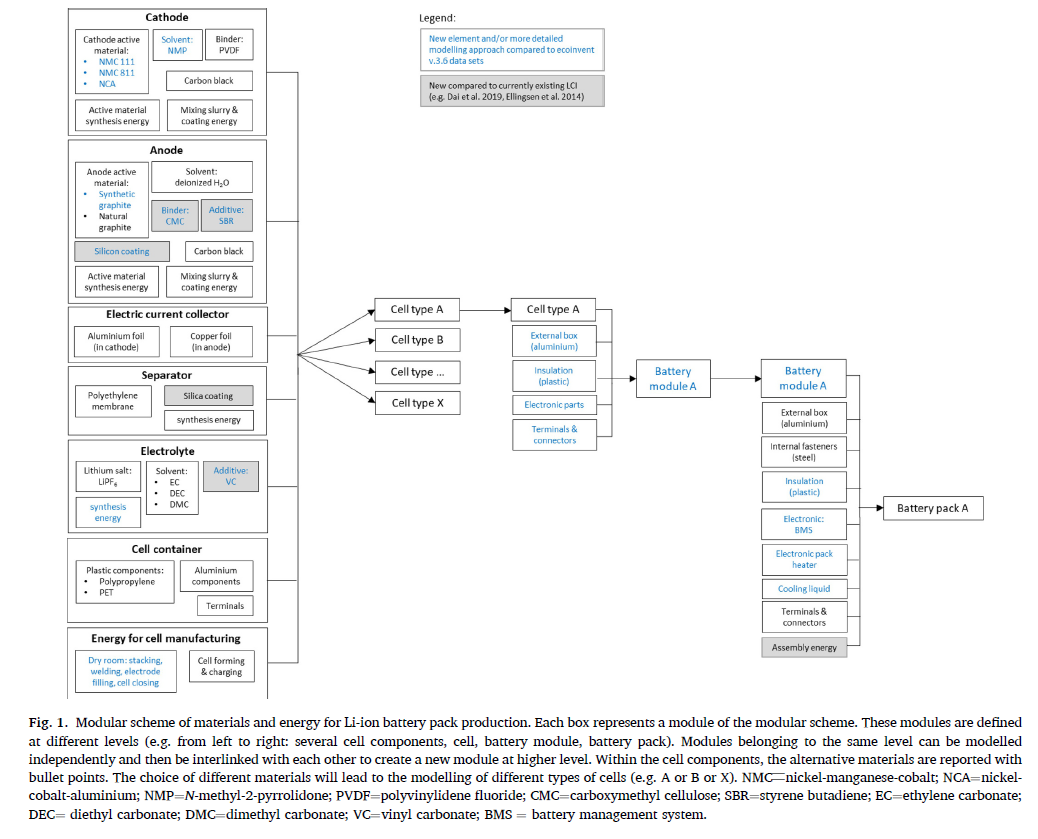 Cathode
Cathode active
material:
• NMC 111
• NMC 811
• NCA
Solvent:
NMP
Binder:
PVDF
Carbon black
Active material
synthesis energy
Mixing slurry &
coating energy
Anode
Anode active
material:
• Synthetic
graphite
• Natural
graphite
Solvent:
deionized H₂O
Binder:
CMC
Additive:
SBR
Silicon coating
Carbon black
Active material
synthesis energy
Mixing slurry &
coating energy
Electric current collector
Aluminium foil
(in cathode)
Copper foil
(in anode)
Separator
Polyethylene
membrane
Silica coating
synthesis energy
Electrolyte
Lithium salt:
LiPF₆
synthesis
energy
Solvent:
• EC
• DEC
• DMC
Additive:
VC
Cell container
Plastic components:
• Polypropylene
• PET
Aluminium
components
Terminals
Energy for cell manufacturing
Dry room: stacking,
welding, electrode
filling, cell closing
Cell forming
& charging
Legend:
New element and/or more detailed
modelling approach compared to ecoinvent
v.3.6 data sets
New compared to currently existing LCI
(e.g. Dai et al. 2019, Ellingsen et al. 2014)
Cell type A
Cell type B
Cell type ...
Cell type X
Cell type A
External box
(aluminium)
Insulation
(plastic)
Electronic parts
Terminals &
connectors
Battery
module A
Battery
module A
External box
(aluminium)
Internal fasteners
(steel)
Insulation
(plastic)
Electronic:
BMS
Electronic pack
heater
Cooling liquid
Terminals &
connectors
Assembly energy
Battery pack A
Fig. 1. Modular scheme of materials and energy for Li-ion battery pack production. Each box represents a module of the modular scheme. These modules are defined
at different levels (e.g. from left to right: several cell components, cell, battery module, battery pack). Modules belonging to the same level can be modelled
independently and then be interlinked with each other to create a new module at higher level. Within the cell components, the alternative materials are reported with
bullet points. The choice of different materials will lead to the modelling of different types of cells (e.g. A or B or X). NMC=nickel-manganese-cobalt; NCA=nickel-
cobalt-aluminium; NMP=N-methyl-2-pyrrolidone; PVDF=polyvinylidene fluoride; CMC=carboxymethyl cellulose; SBR=styrene butadiene; EC=ethylene carbonate;
DEC= diethyl carbonate; DMC=dimethyl carbonate; VC=vinyl carbonate; BMS = battery management system.